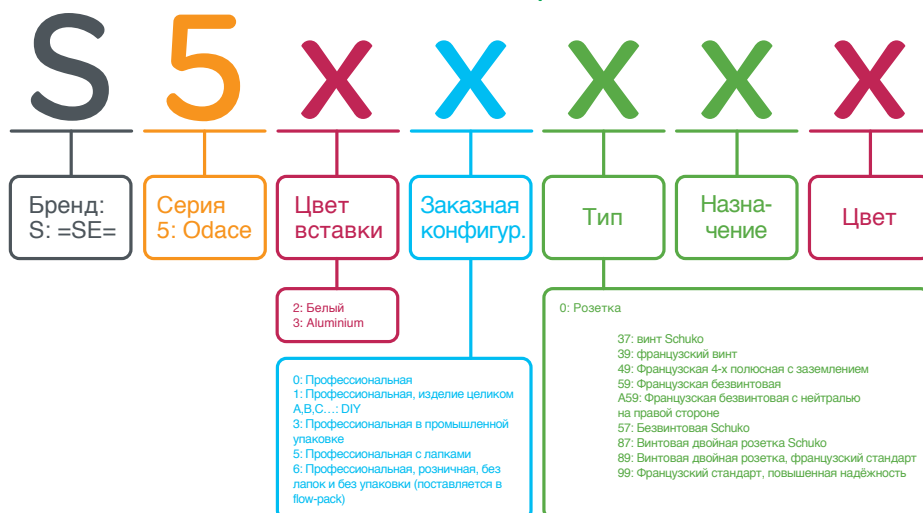 S 5 X X X X X
Бренд:
S: =SE=
Серия
5: Odace
Цвет
вставки
Заказная
конфигур.
Тип
Назна-
чение
Цвет
2: Белый
3: Aluminium
0: Профессиональная
1: Профессиональная, изделие целиком
A,B,C…: DIY
3: Профессиональная в промышленной
упаковке
5: Профессиональная с лапками
6: Профессиональная, розничная, без
лапок и без упаковки (поставляется в
flow-pack)
0: Розетка
37: винт Schuko
39: французский винт
49: Французская 4-х полюсная с заземлением
59: Французская безвинтовая
A59: Французская безвинтовая с нейтралью
на правой стороне
57: Безвинтовая Schuko
87: Винтовая двойная розетка Schuko
89: Винтовая двойная розетка, французский стандарт
99: Французский стандарт, повышенная надёжность